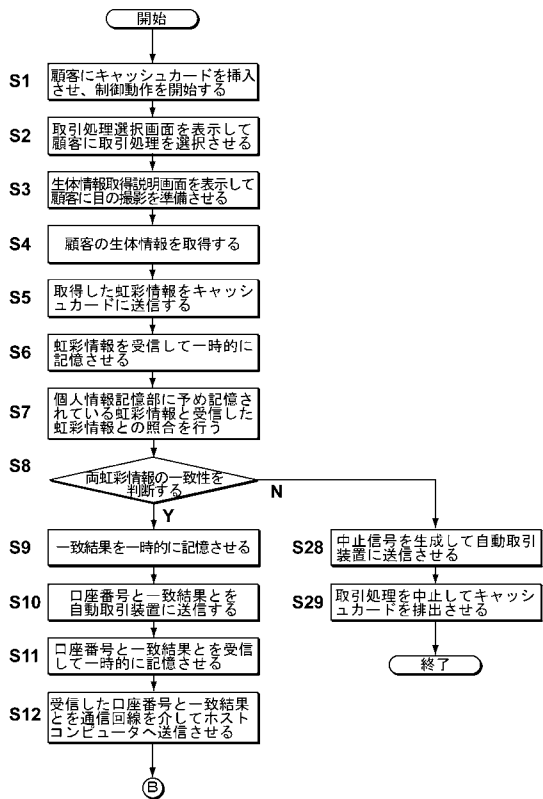 開始
S1
顧客にキャッシュカードを挿入
させ、制御動作を開始する
S2
取引処理選択画面を表示して
顧客に取引処理を選択させる
S3
生体情報取得説明画面を表示して
顧客に目の撮影を準備させる
S4
顧客の生体情報を取得する
S5
取得した虹彩情報をキャッシ
ュカードに送信する
S6
虹彩情報を受信して一時的に
記憶させる
S7
個人情報記憶部に予め記憶さ
れている虹彩情報と受信した
虹彩情報との照合を行う
S8
両虹彩情報の一致性を
判断する
N
Y
S9
一致結果を一時的に記憶させる
S10
口座番号と一致結果とを
自動取引装置に送信する
S11
口座番号と一致結果とを受信
して一時的に記憶させる
S12
受信した口座番号と一致結果
とを通信回線を介してホスト
コンピュータへ送信させる
B
S28
中止信号を生成して自動取引
装置に送信させる
S29
取引処理を中止してキャッシ
ュカードを排出させる
終了